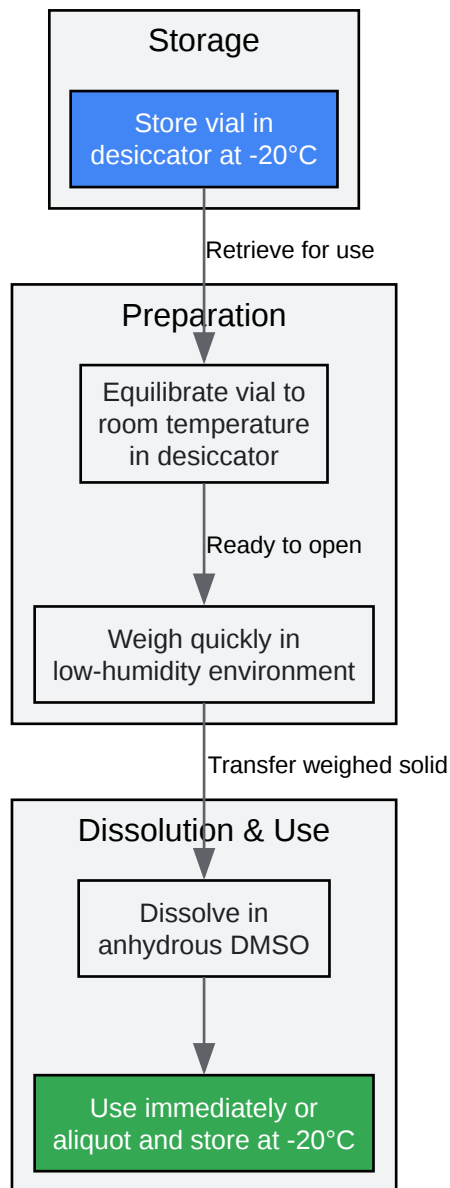 Storage
Store vial in
desiccator at -20°C
Retrieve for use
Preparation
Equilibrate vial to
room temperature
in desiccator
Ready to open
Weigh quickly in
low-humidity environment
Transfer weighed solid
Dissolution & Use
Dissolve in
anhydrous DMSO
Use immediately or
aliquot and store at -20°C